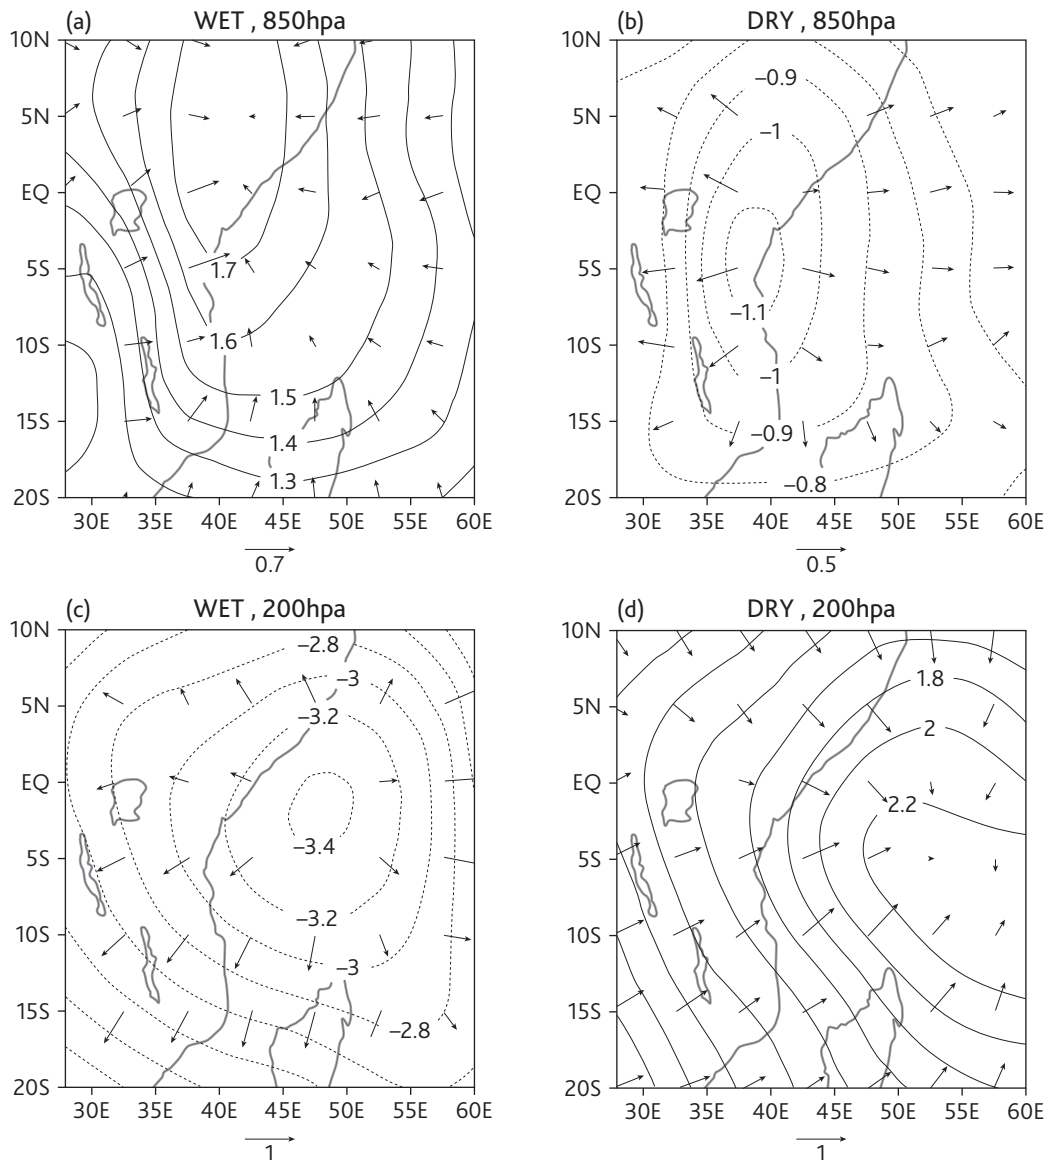 (a) WET , 850hpa
10N
5N
EQ
5S
10S
15S
20S
1.7
1.6
1.5
1.4
1.3
30E 35E 40E 45E 50E 55E 60E
0.7
(b) DRY , 850hpa
10N
5N
EQ
5S
10S
15S
20S
−0.9
−1
−1.1
−1
−0.9
−0.8
30E 35E 40E 45E 50E 55E 60E
0.5
(c) WET , 200hpa
10N
5N
EQ
5S
10S
15S
20S
−2.8
−3
−3.2
−3.4
−3.2
−3
−2.8
30E 35E 40E 45E 50E 55E 60E
1
(d) DRY , 200hpa
10N
5N
EQ
5S
10S
15S
20S
1.8
2
2.2
30E 35E 40E 45E 50E 55E 60E
1